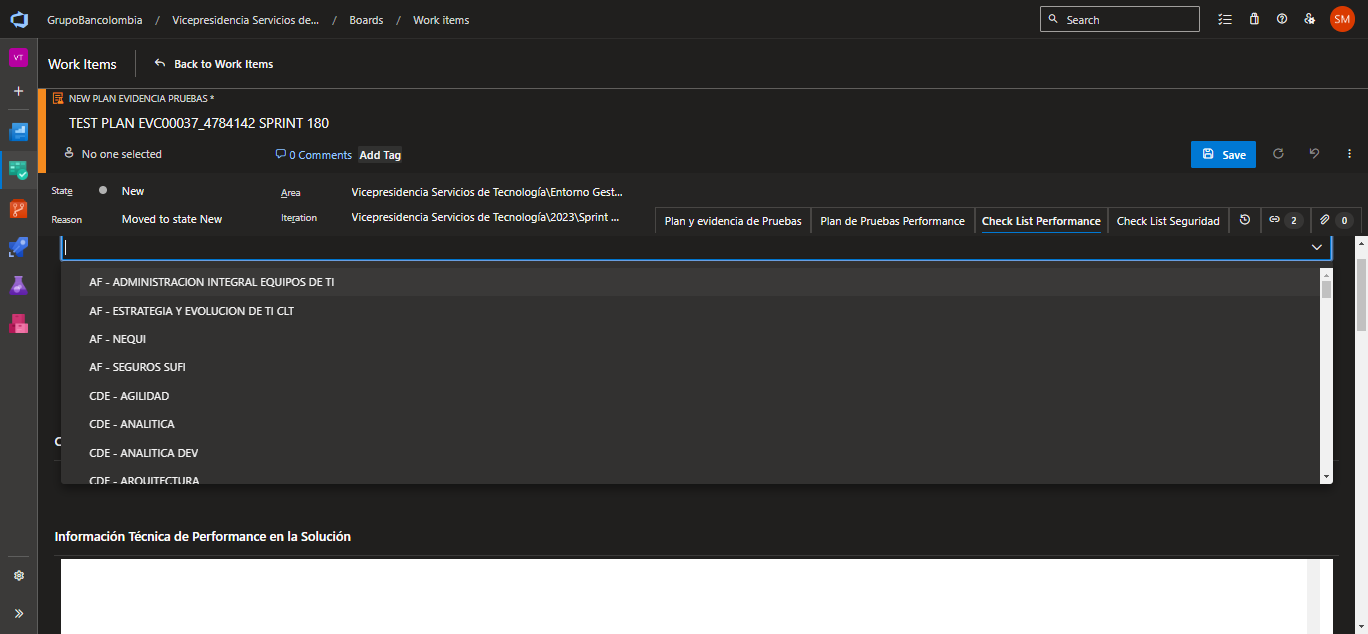 GrupoBancolombia / Vicepresidencia Servicios de... / Boards / Work items
Search
SM
VT
Work Items
Back to Work Items
NEW PLAN EVIDENCIA PRUEBAS *
TEST PLAN EVC00037_4784142 SPRINT 180
No one selected
0 Comments
Add Tag
Save
State
New
Area
Vicepresidencia Servicios de Tecnología\Entorno Gest...
Reason
Moved to state New
Iteration
Vicepresidencia Servicios de Tecnología\2023\Sprint ...
Plan y evidencia de Pruebas
Plan de Pruebas Performance
Check List Performance
Check List Seguridad
2
0
AF - ADMINISTRACION INTEGRAL EQUIPOS DE TI
AF - ESTRATEGIA Y EVOLUCION DE TI CLT
AF - NEQUI
AF - SEGUROS SUFI
CDE - AGILIDAD
CDE - ANALITICA
CDE - ANALITICA DEV
CDE - ARQUITECTURA
Información Técnica de Performance en la Solución